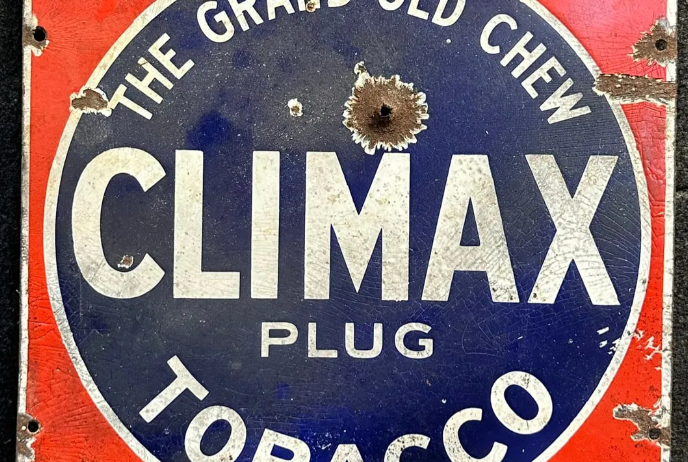 THE GRAND OLD CHEW
CLIMAX
PLUG
TOBACCO